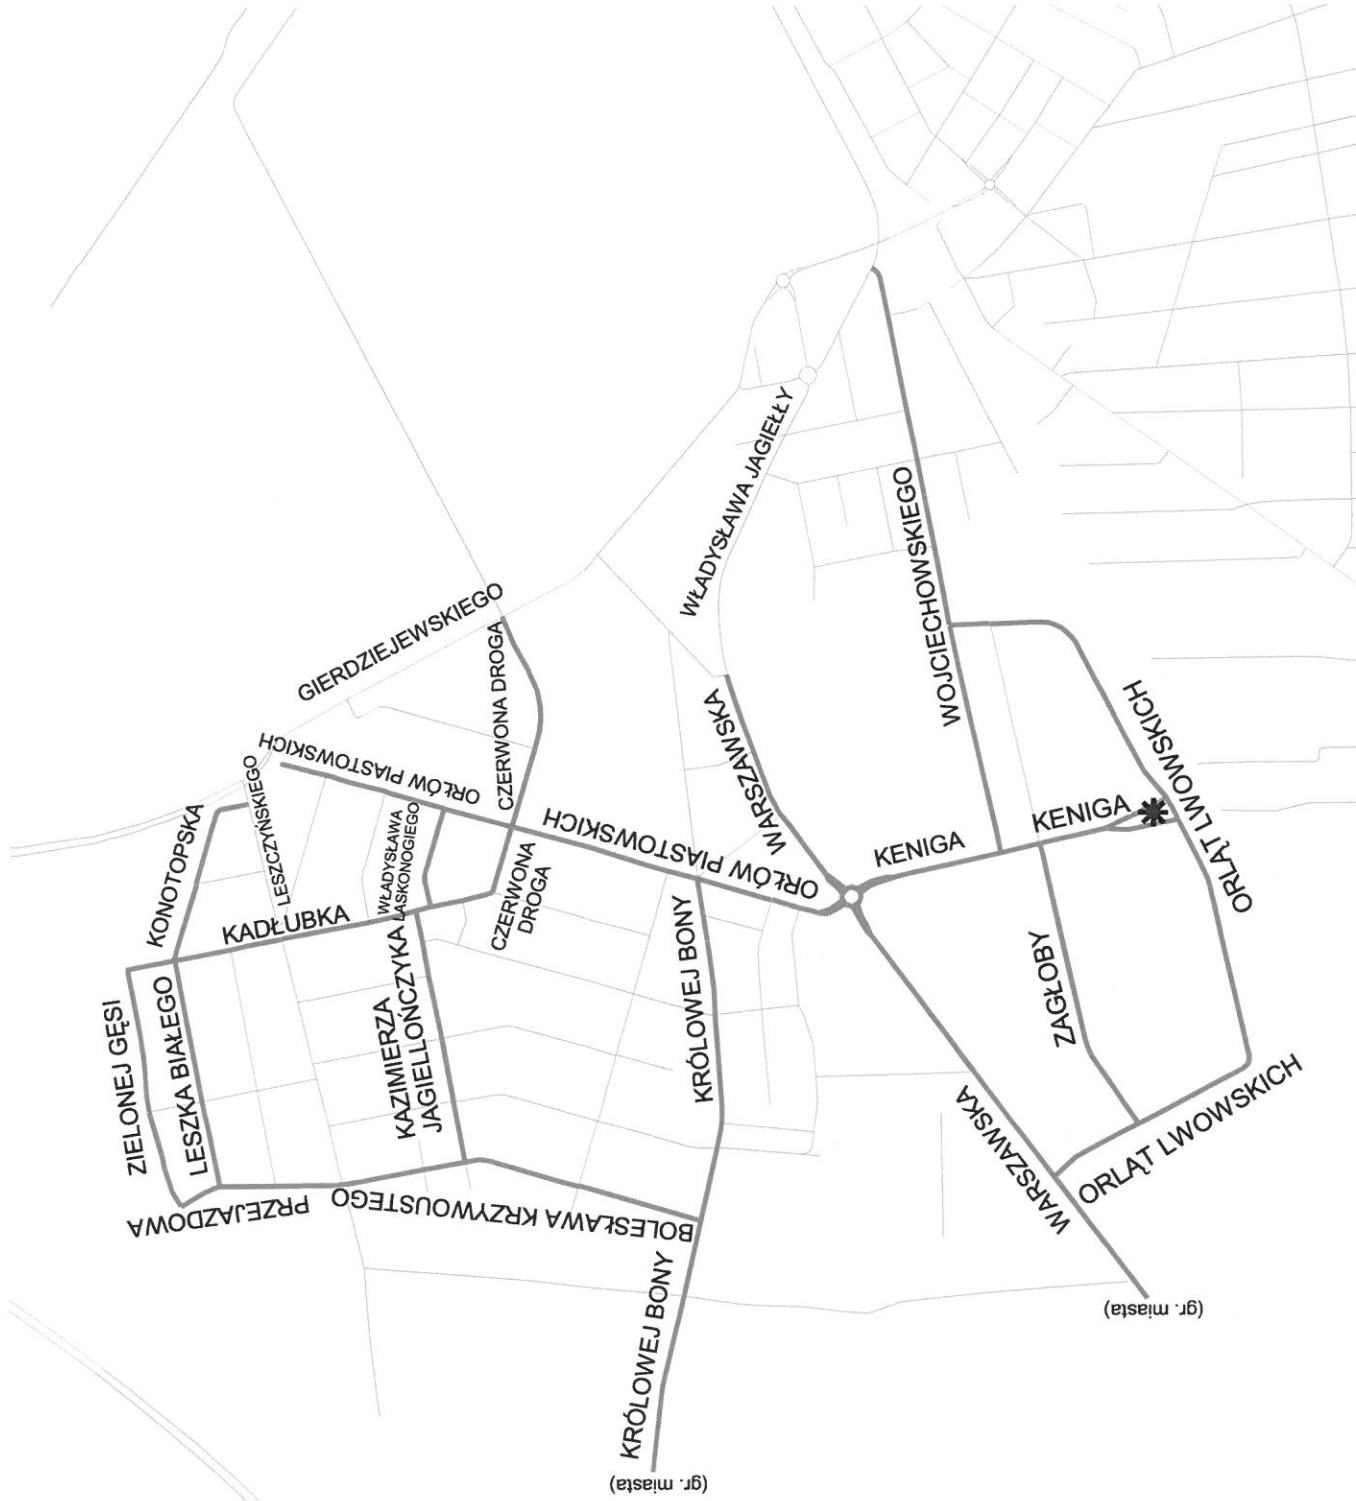 WŁADYSŁAWA JAGIEŁŁY
WOJCIECHOWSKIEGO
GIERDZIEJEWSKIEGO
CZERWONA DROGA
ORŁÓW PIASTOWSKICH
LESZCZYŃSKIEGO
KONOTOPSKA
WŁADYSŁAWA
LASKONOGIEGO
WARSZAWSKA
ORLĄT LWOWSKICH
ORŁÓW PIASTOWSKICH
KENIGA
KENIGA
KADŁUBKA
CZERWONA
DROGA
KRÓLOWEJ BONY
ZAGŁOBY
ZIELONEJ GĘSI
LESZKA BIAŁEGO
KAZIMIERZA
JAGIELLOŃCZYKA
WARSZAWSKA
ORLĄT LWOWSKICH
PRZEJAZDOWA
BOLESŁAWA KRZYWOUSTEGO
KRÓLOWEJ BONY
(gr. miasta)
(gr. miasta)